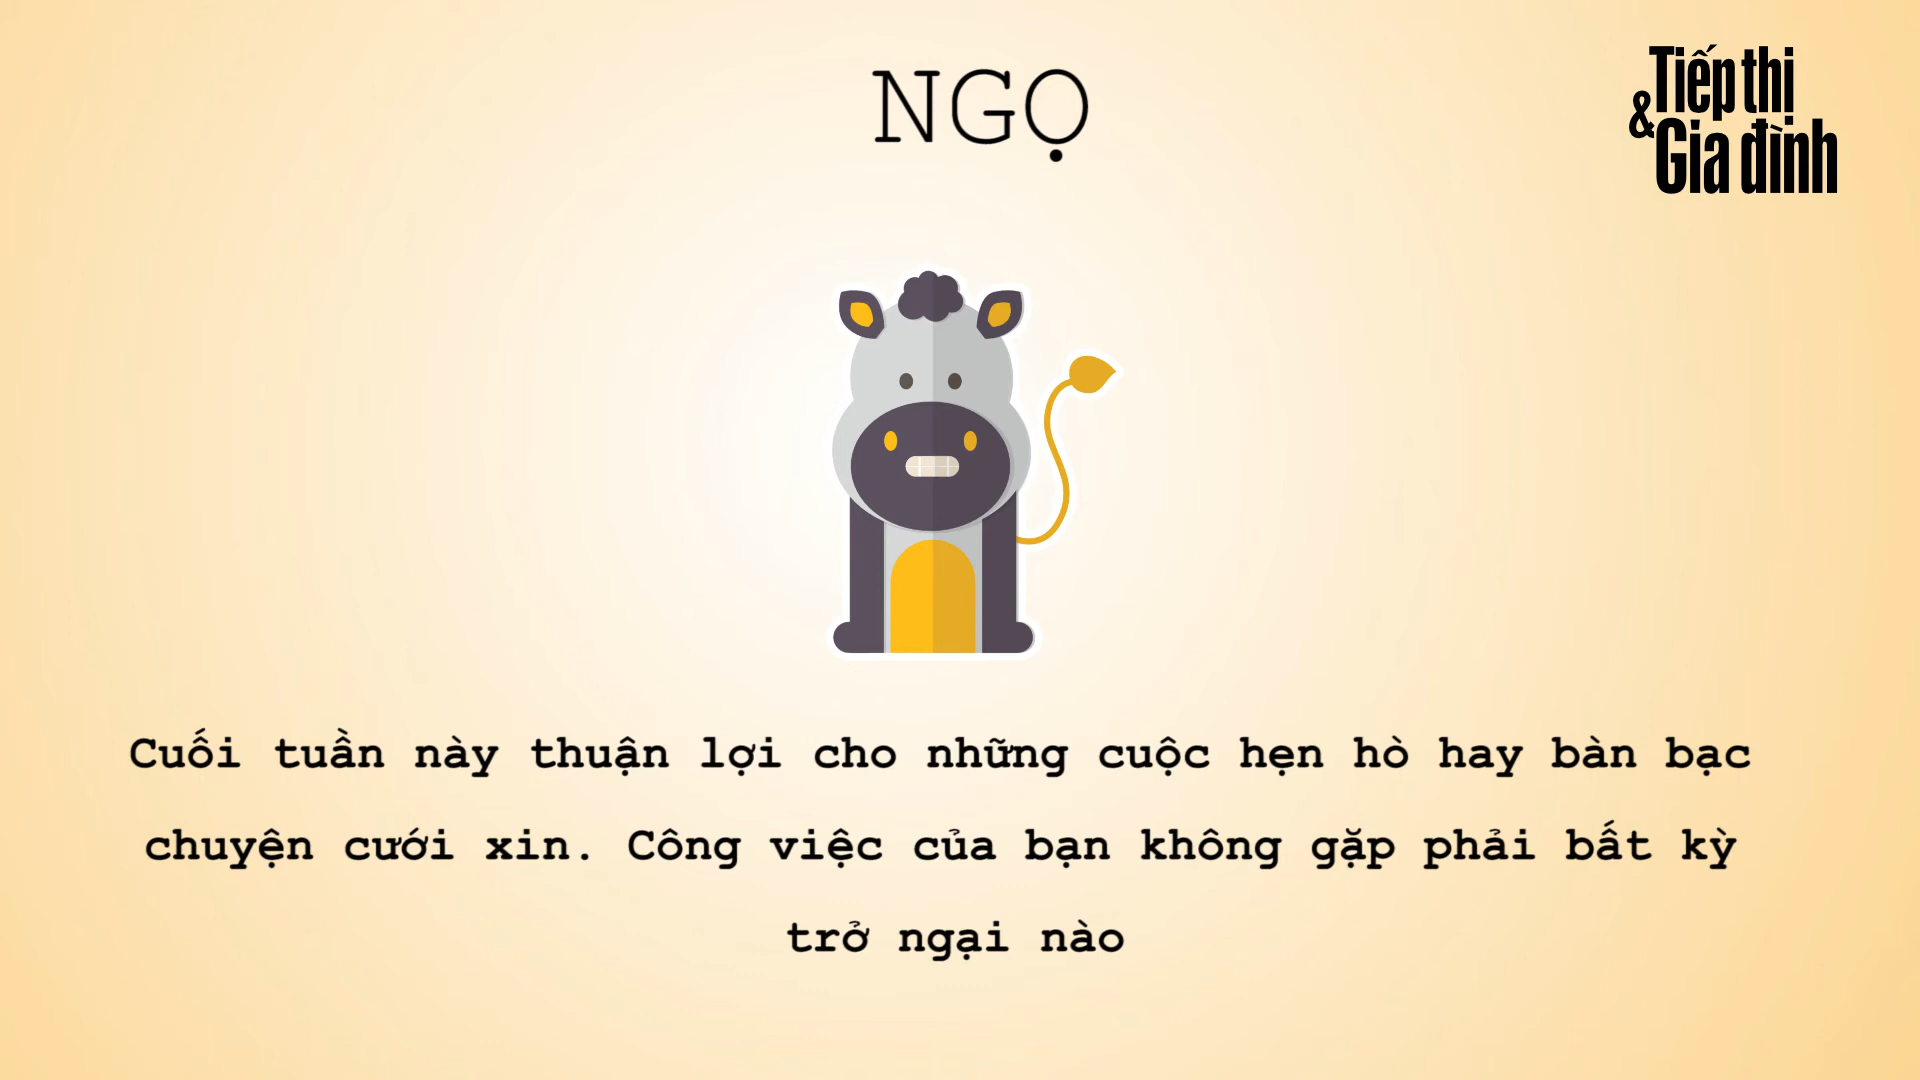 NGỌ
Tiếp thị
& Gia đình
Cuối tuần này thuận lợi cho những cuộc hẹn hò hay bàn bạc
chuyện cưới xin. Công việc của bạn không gặp phải bất kỳ
trở ngại nào